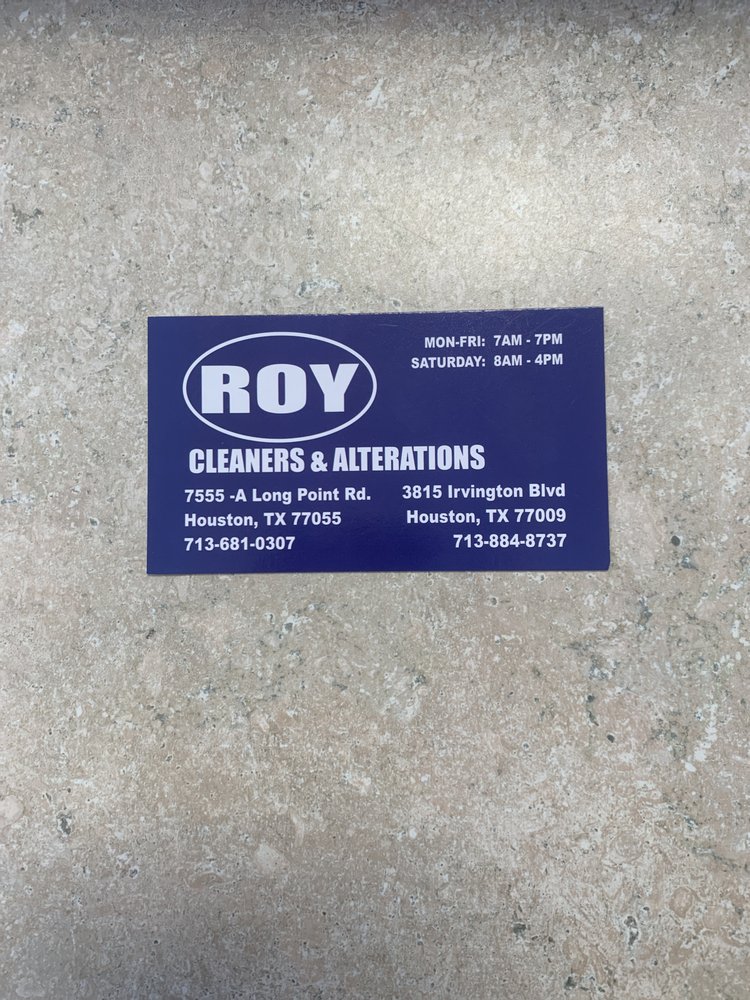 ROY
MON-FRI: 7AM - 7PM
SATURDAY: 8AM - 4PM
CLEANERS & ALTERATIONS
7555 -A Long Point Rd.
Houston, TX 77055
713-681-0307
3815 Irvington Blvd
Houston, TX 77009
713-884-8737